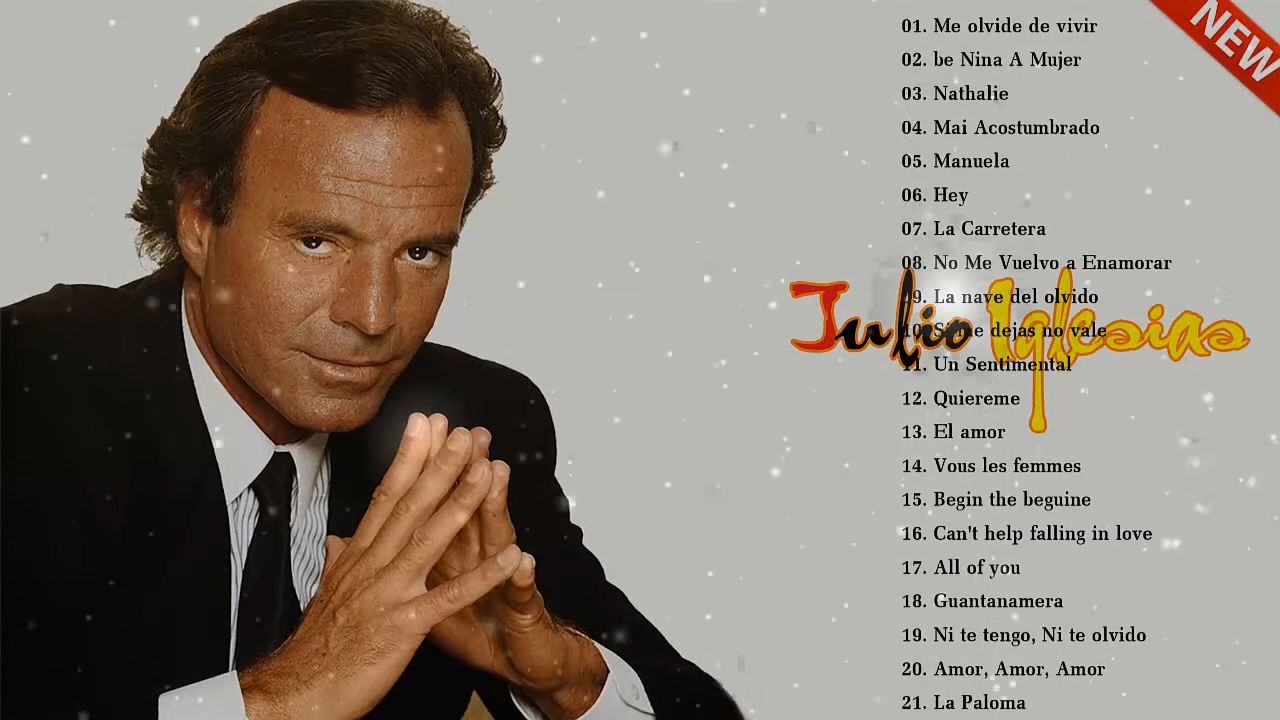 NEW
01. Me olvide de vivir
02. be Nina A Mujer
03. Nathalie
04. Mai Acostumbrado
05. Manuela
06. Hey
07. La Carretera
08. No Me Vuelvo a Enamorar
09. La nave del olvido
Julio Iglesias
10. Si me dejas no vale
11. Un Sentimental
12. Quiereme
13. El amor
14. Vous les femmes
15. Begin the beguine
16. Can't help falling in love
17. All of you
18. Guantanamera
19. Ni te tengo, Ni te olvido
20. Amor, Amor, Amor
21. La Paloma